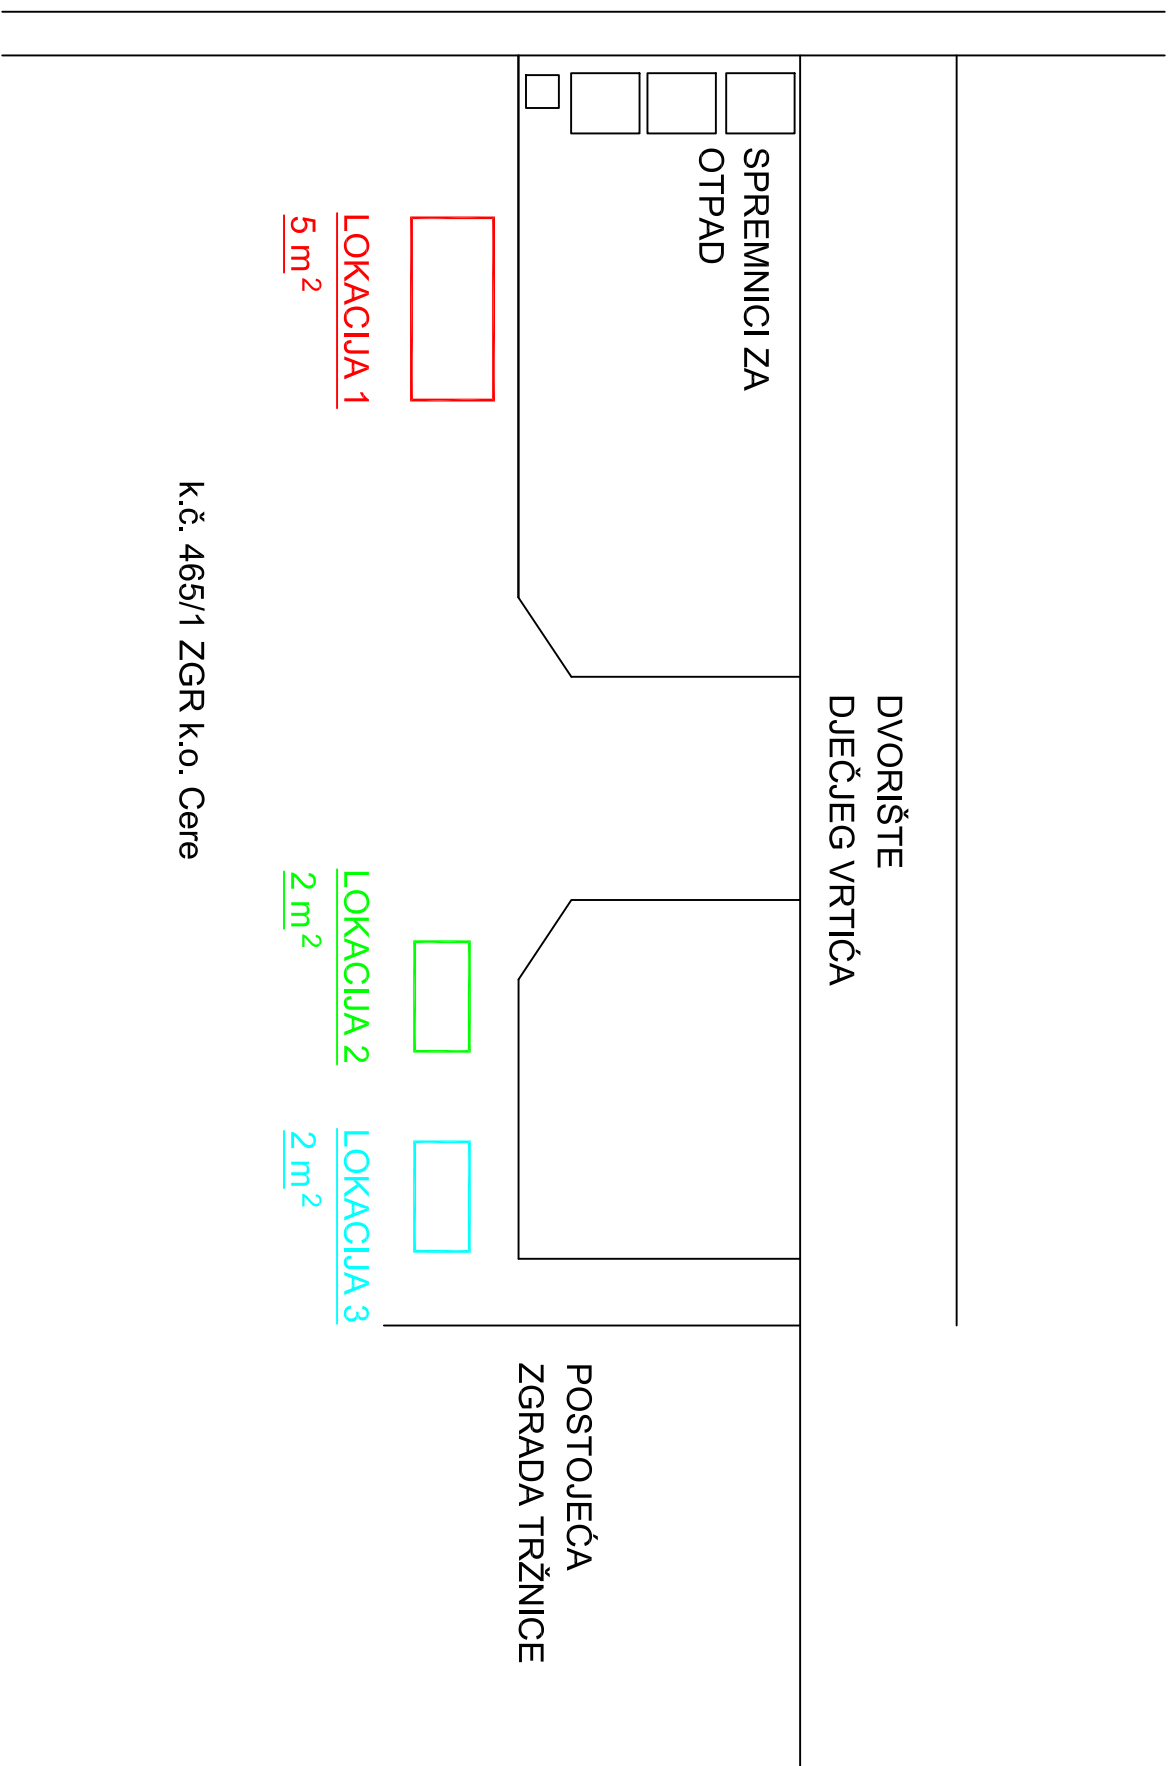 DVORIŠTE
DJEČJEG VRTIĆA
SPREMNICI ZA
OTPAD
POSTOJEĆA
ZGRADA TRŽNICE
LOKACIJA 1
5 m²
LOKACIJA 2
2 m²
LOKACIJA 3
2 m²
k.č. 465/1 ZGR k.o. Cere